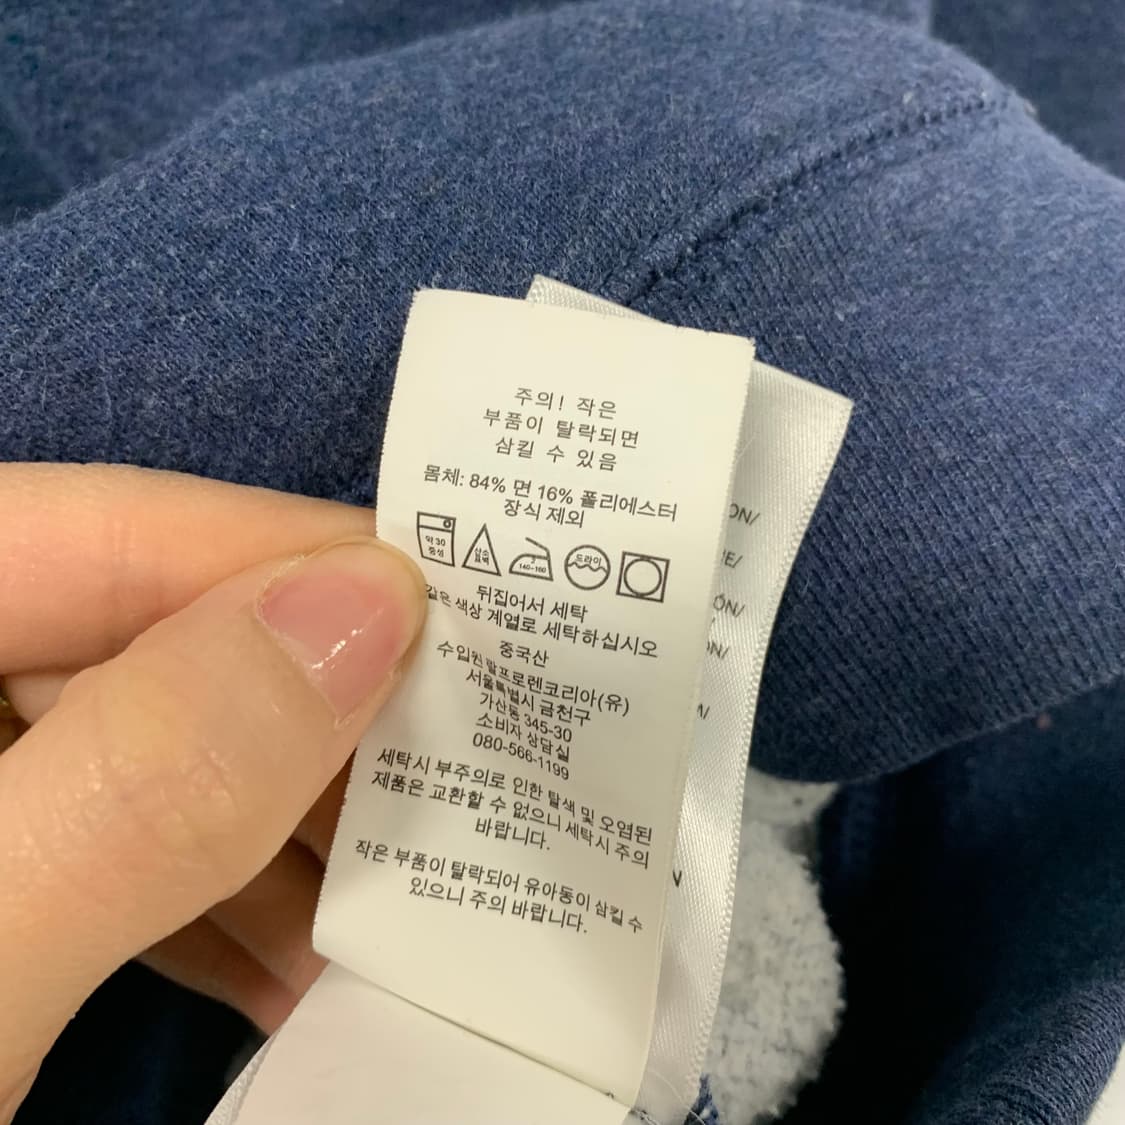 주의! 작은
부품이 탈락되면
삼킬 수 있음
몸체: 84% 면 16% 폴리에스터
장식 제외
약 30
중성
산소
표백
2
140~160
드라이
뒤집어서 세탁
같은 색상 계열로 세탁하십시오
중국산
수입원 랄프로렌코리아(유)
서울특별시 금천구
가산동 345-30
소비자 상담실
080-566-1199
세탁시 부주의로 인한 탈색 및 오염된
제품은 교환할 수 없으니 세탁시 주의
바랍니다.
작은 부품이 탈락되어 유아동이 삼킬 수
있으니 주의 바랍니다.